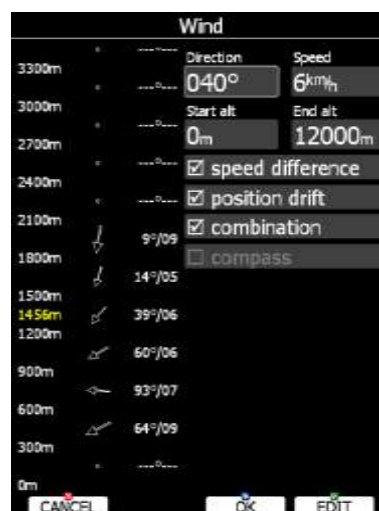 Wind
Direction Speed
040° 6km/h
Start alt End alt
0m 12000m
☑ speed difference
☑ position drift
☑ combination
☐ compass
---°---
3300m
---°---
3000m
---°---
2700m
---°---
2400m
---°---
2100m
9°/09
1800m
14°/05
1500m
1456m 39°/06
1200m
60°/06
900m
93°/07
600m
64°/09
300m
---°---
0m
CANCEL OK EDIT